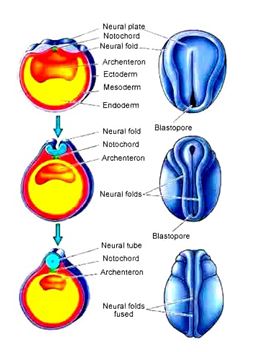 Neural plate
Notochord
Neural fold
Archenteron
Ectoderm
Mesoderm
Endoderm
Blastopore
Neural fold
Notochord
Archenteron
Neural folds
Blastopore
Neural tube
Notochord
Archenteron
Neural folds
fused